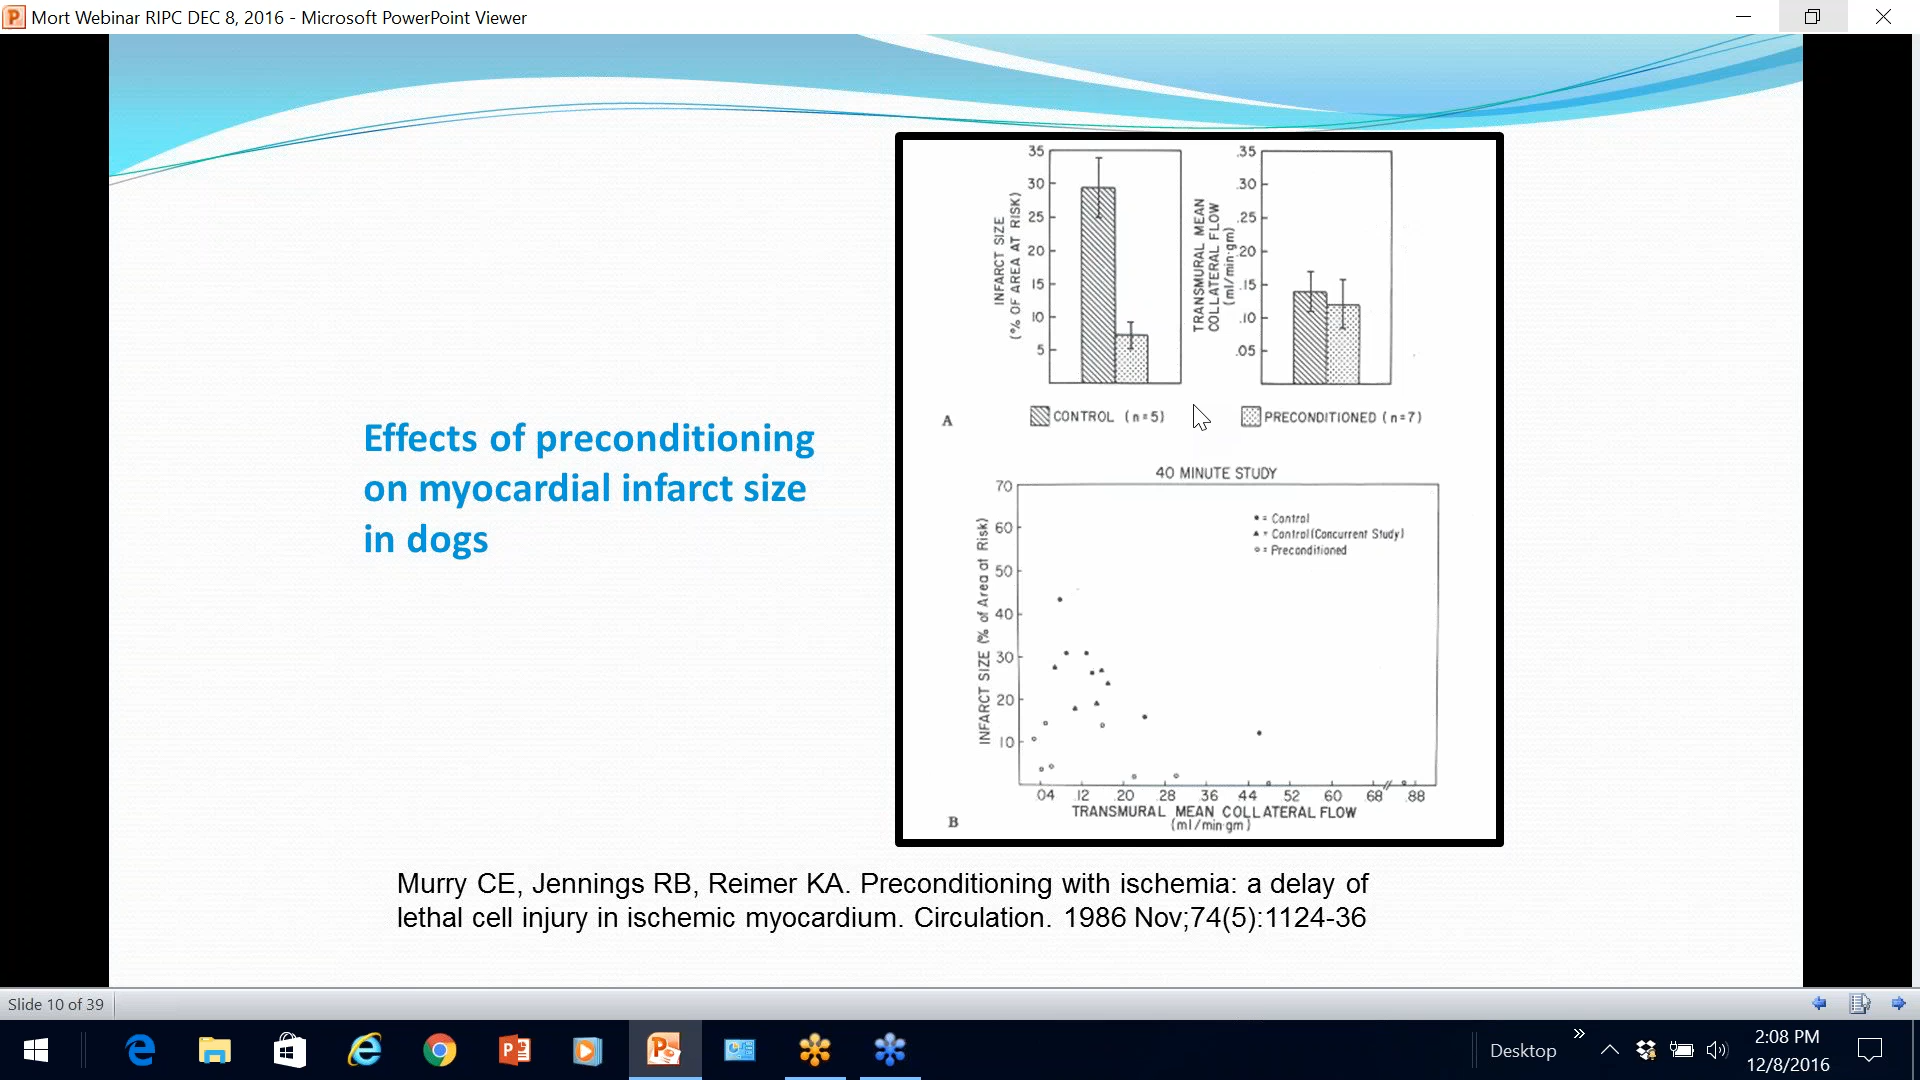 Mort Webinar RIPC DEC 8, 2016 - Microsoft PowerPoint Viewer
35
30
25
20
15
10
5
INFARCT SIZE
(% OF AREA AT RISK)
.35
.30
.25
.20
.15
.10
.05
TRANSMURAL MEAN
COLLATERAL FLOW
(ml/min·gm)
A
CONTROL (n=5)
PRECONDITIONED (n=7)
Effects of preconditioning
on myocardial infarct size
in dogs
40 MINUTE STUDY
70
60
50
40
30
20
10
INFARCT SIZE (% of Area at Risk)
• = Control
▲ = Control (Concurrent Study)
o = Preconditioned
.04 .12 .20 .28 .36 .44 .52 .60 .68 .88
TRANSMURAL MEAN COLLATERAL FLOW
(ml/min·gm)
B
Murry CE, Jennings RB, Reimer KA. Preconditioning with ischemia: a delay of
lethal cell injury in ischemic myocardium. Circulation. 1986 Nov;74(5):1124-36
Slide 10 of 39
Desktop
2:08 PM
12/8/2016